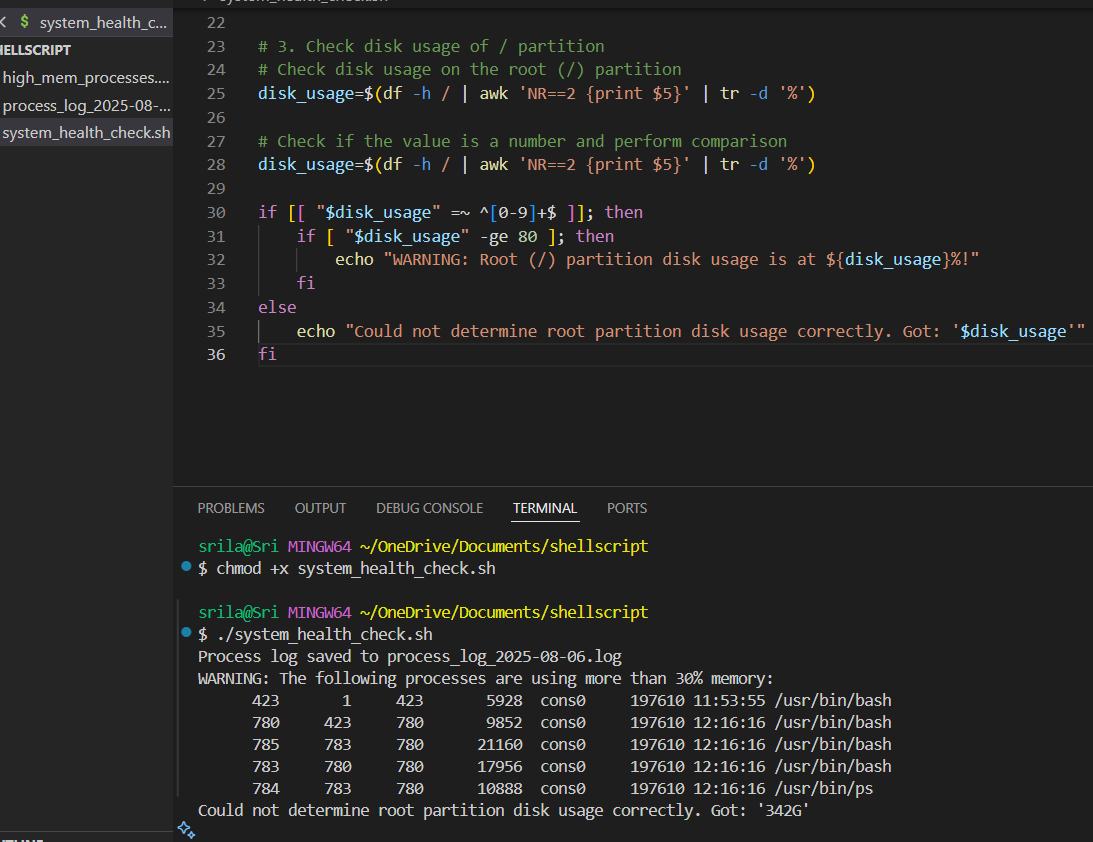 $ system_health_c...
HELLSCRIPT
high_mem_processes....
process_log_2025-08-...
system_health_check.sh
22
23 # 3. Check disk usage of / partition
24 # Check disk usage on the root (/) partition
25 disk_usage=$(df -h / | awk 'NR==2 {print $5}' | tr -d '%')
26
27 # Check if the value is a number and perform comparison
28 disk_usage=$(df -h / | awk 'NR==2 {print $5}' | tr -d '%')
29
30 if [[ "$disk_usage" =~ ^[0-9]+$ ]]; then
31 if [ "$disk_usage" -ge 80 ]; then
32 echo "WARNING: Root (/) partition disk usage is at ${disk_usage}%!"
33 fi
34 else
35 echo "Could not determine root partition disk usage correctly. Got: '$disk_usage'"
36 fi
PROBLEMS OUTPUT DEBUG CONSOLE TERMINAL PORTS
srila@Sri MINGW64 ~/OneDrive/Documents/shellscript
$ chmod +x system_health_check.sh
srila@Sri MINGW64 ~/OneDrive/Documents/shellscript
$ ./system_health_check.sh
Process log saved to process_log_2025-08-06.log
WARNING: The following processes are using more than 30% memory:
423 1 423 5928 cons0 197610 11:53:55 /usr/bin/bash
780 423 780 9852 cons0 197610 12:16:16 /usr/bin/bash
785 783 780 21160 cons0 197610 12:16:16 /usr/bin/bash
783 780 780 17956 cons0 197610 12:16:16 /usr/bin/bash
784 783 780 10888 cons0 197610 12:16:16 /usr/bin/ps
Could not determine root partition disk usage correctly. Got: '342G'